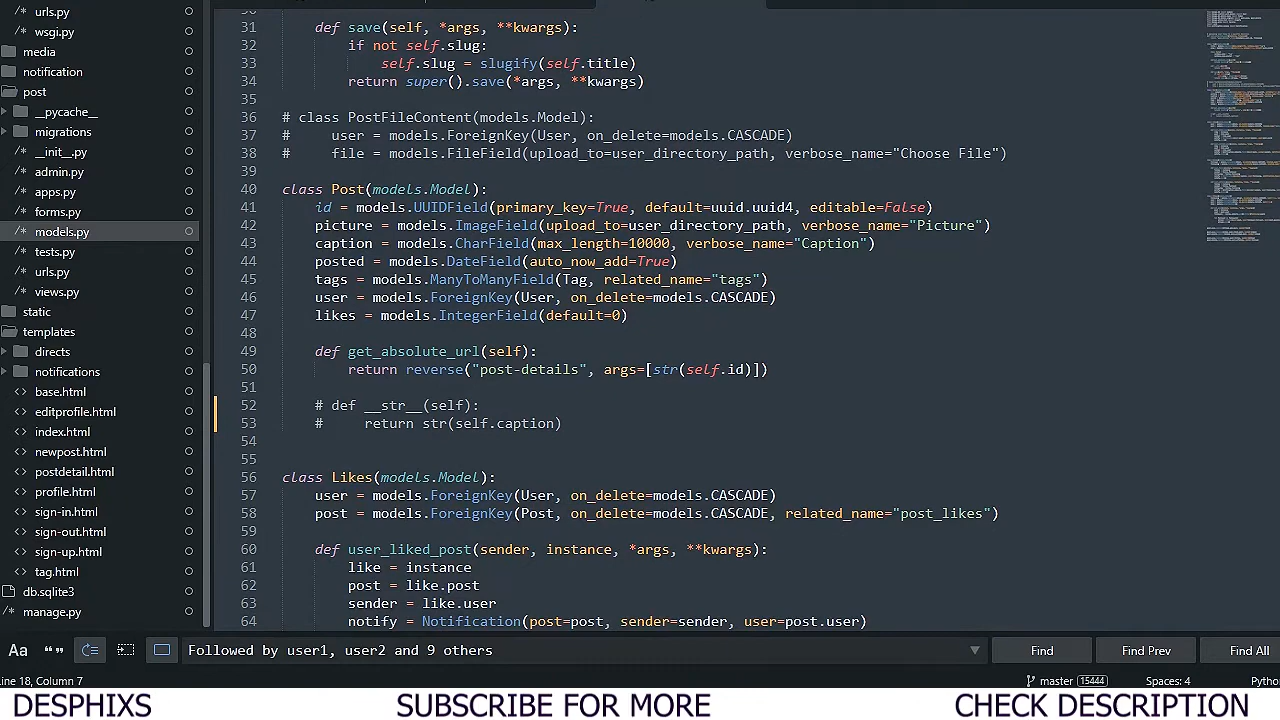 urls.py
wsgi.py
media
notification
post
__pycache__
migrations
__init__.py
admin.py
apps.py
forms.py
models.py
tests.py
urls.py
views.py
static
templates
directs
notifications
base.html
editprofile.html
index.html
newpost.html
postdetail.html
profile.html
sign-in.html
sign-out.html
sign-up.html
tag.html
db.sqlite3
manage.py
31 def save(self, *args, **kwargs):
32 if not self.slug:
33 self.slug = slugify(self.title)
34 return super().save(*args, **kwargs)
35
36 # class PostFileContent(models.Model):
37 # user = models.ForeignKey(User, on_delete=models.CASCADE)
38 # file = models.FileField(upload_to=user_directory_path, verbose_name="Choose File")
39
40 class Post(models.Model):
41 id = models.UUIDField(primary_key=True, default=uuid.uuid4, editable=False)
42 picture = models.ImageField(upload_to=user_directory_path, verbose_name="Picture")
43 caption = models.CharField(max_length=10000, verbose_name="Caption")
44 posted = models.DateField(auto_now_add=True)
45 tags = models.ManyToManyField(Tag, related_name="tags")
46 user = models.ForeignKey(User, on_delete=models.CASCADE)
47 likes = models.IntegerField(default=0)
48
49 def get_absolute_url(self):
50 return reverse("post-details", args=[str(self.id)])
51
52 # def __str__(self):
53 # return str(self.caption)
54
55
56 class Likes(models.Model):
57 user = models.ForeignKey(User, on_delete=models.CASCADE)
58 post = models.ForeignKey(Post, on_delete=models.CASCADE, related_name="post_likes")
59
60 def user_liked_post(sender, instance, *args, **kwargs):
61 like = instance
62 post = like.post
63 sender = like.user
64 notify = Notification(post=post, sender=sender, user=post.user)
Aa Followed by user1, user2 and 9 others Find Find Prev Find All
Line 18, Column 7 master 15444 Spaces: 4 Pytho
DESPHIXS SUBSCRIBE FOR MORE CHECK DESCRIPTION